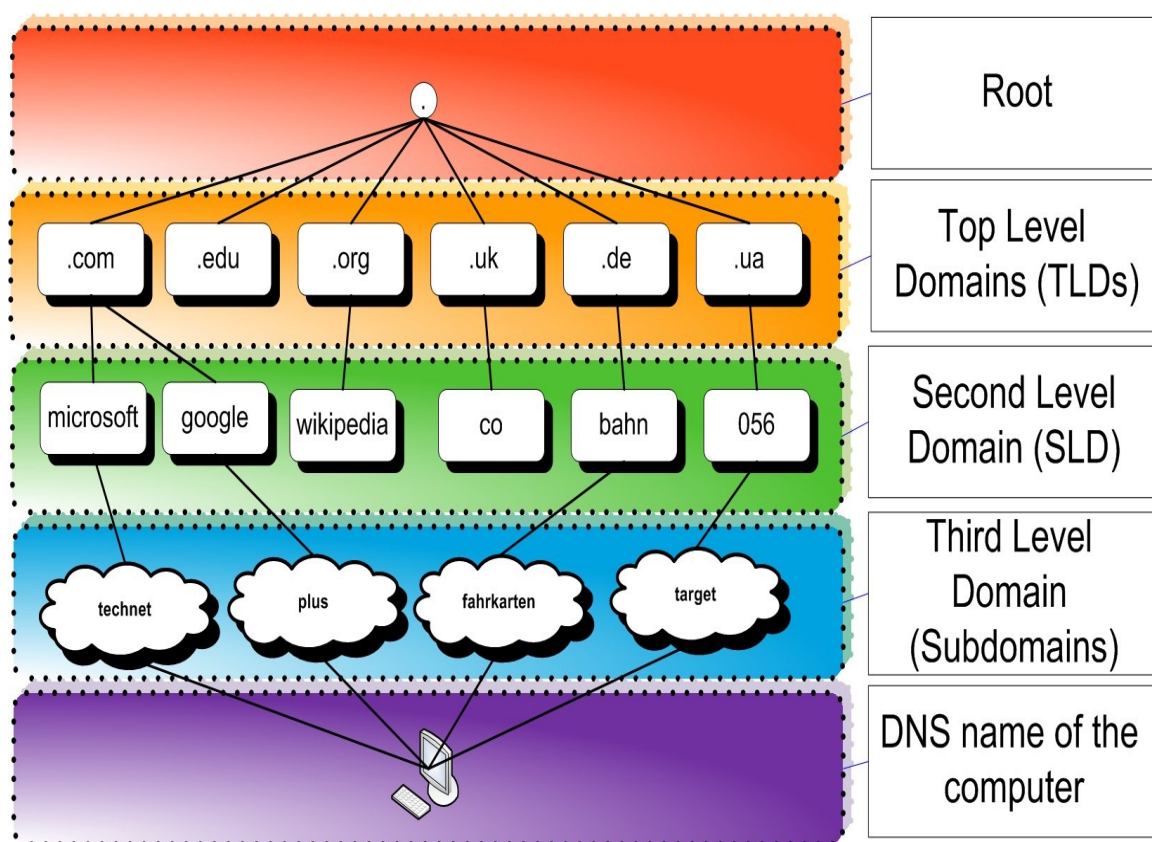 .
Root
.com
.edu
.org
.uk
.de
.ua
Top Level
Domains (TLDs)
microsoft
google
wikipedia
co
bahn
056
Second Level
Domain (SLD)
technet
plus
fahrkarten
target
Third Level
Domain
(Subdomains)
DNS name of the
computer